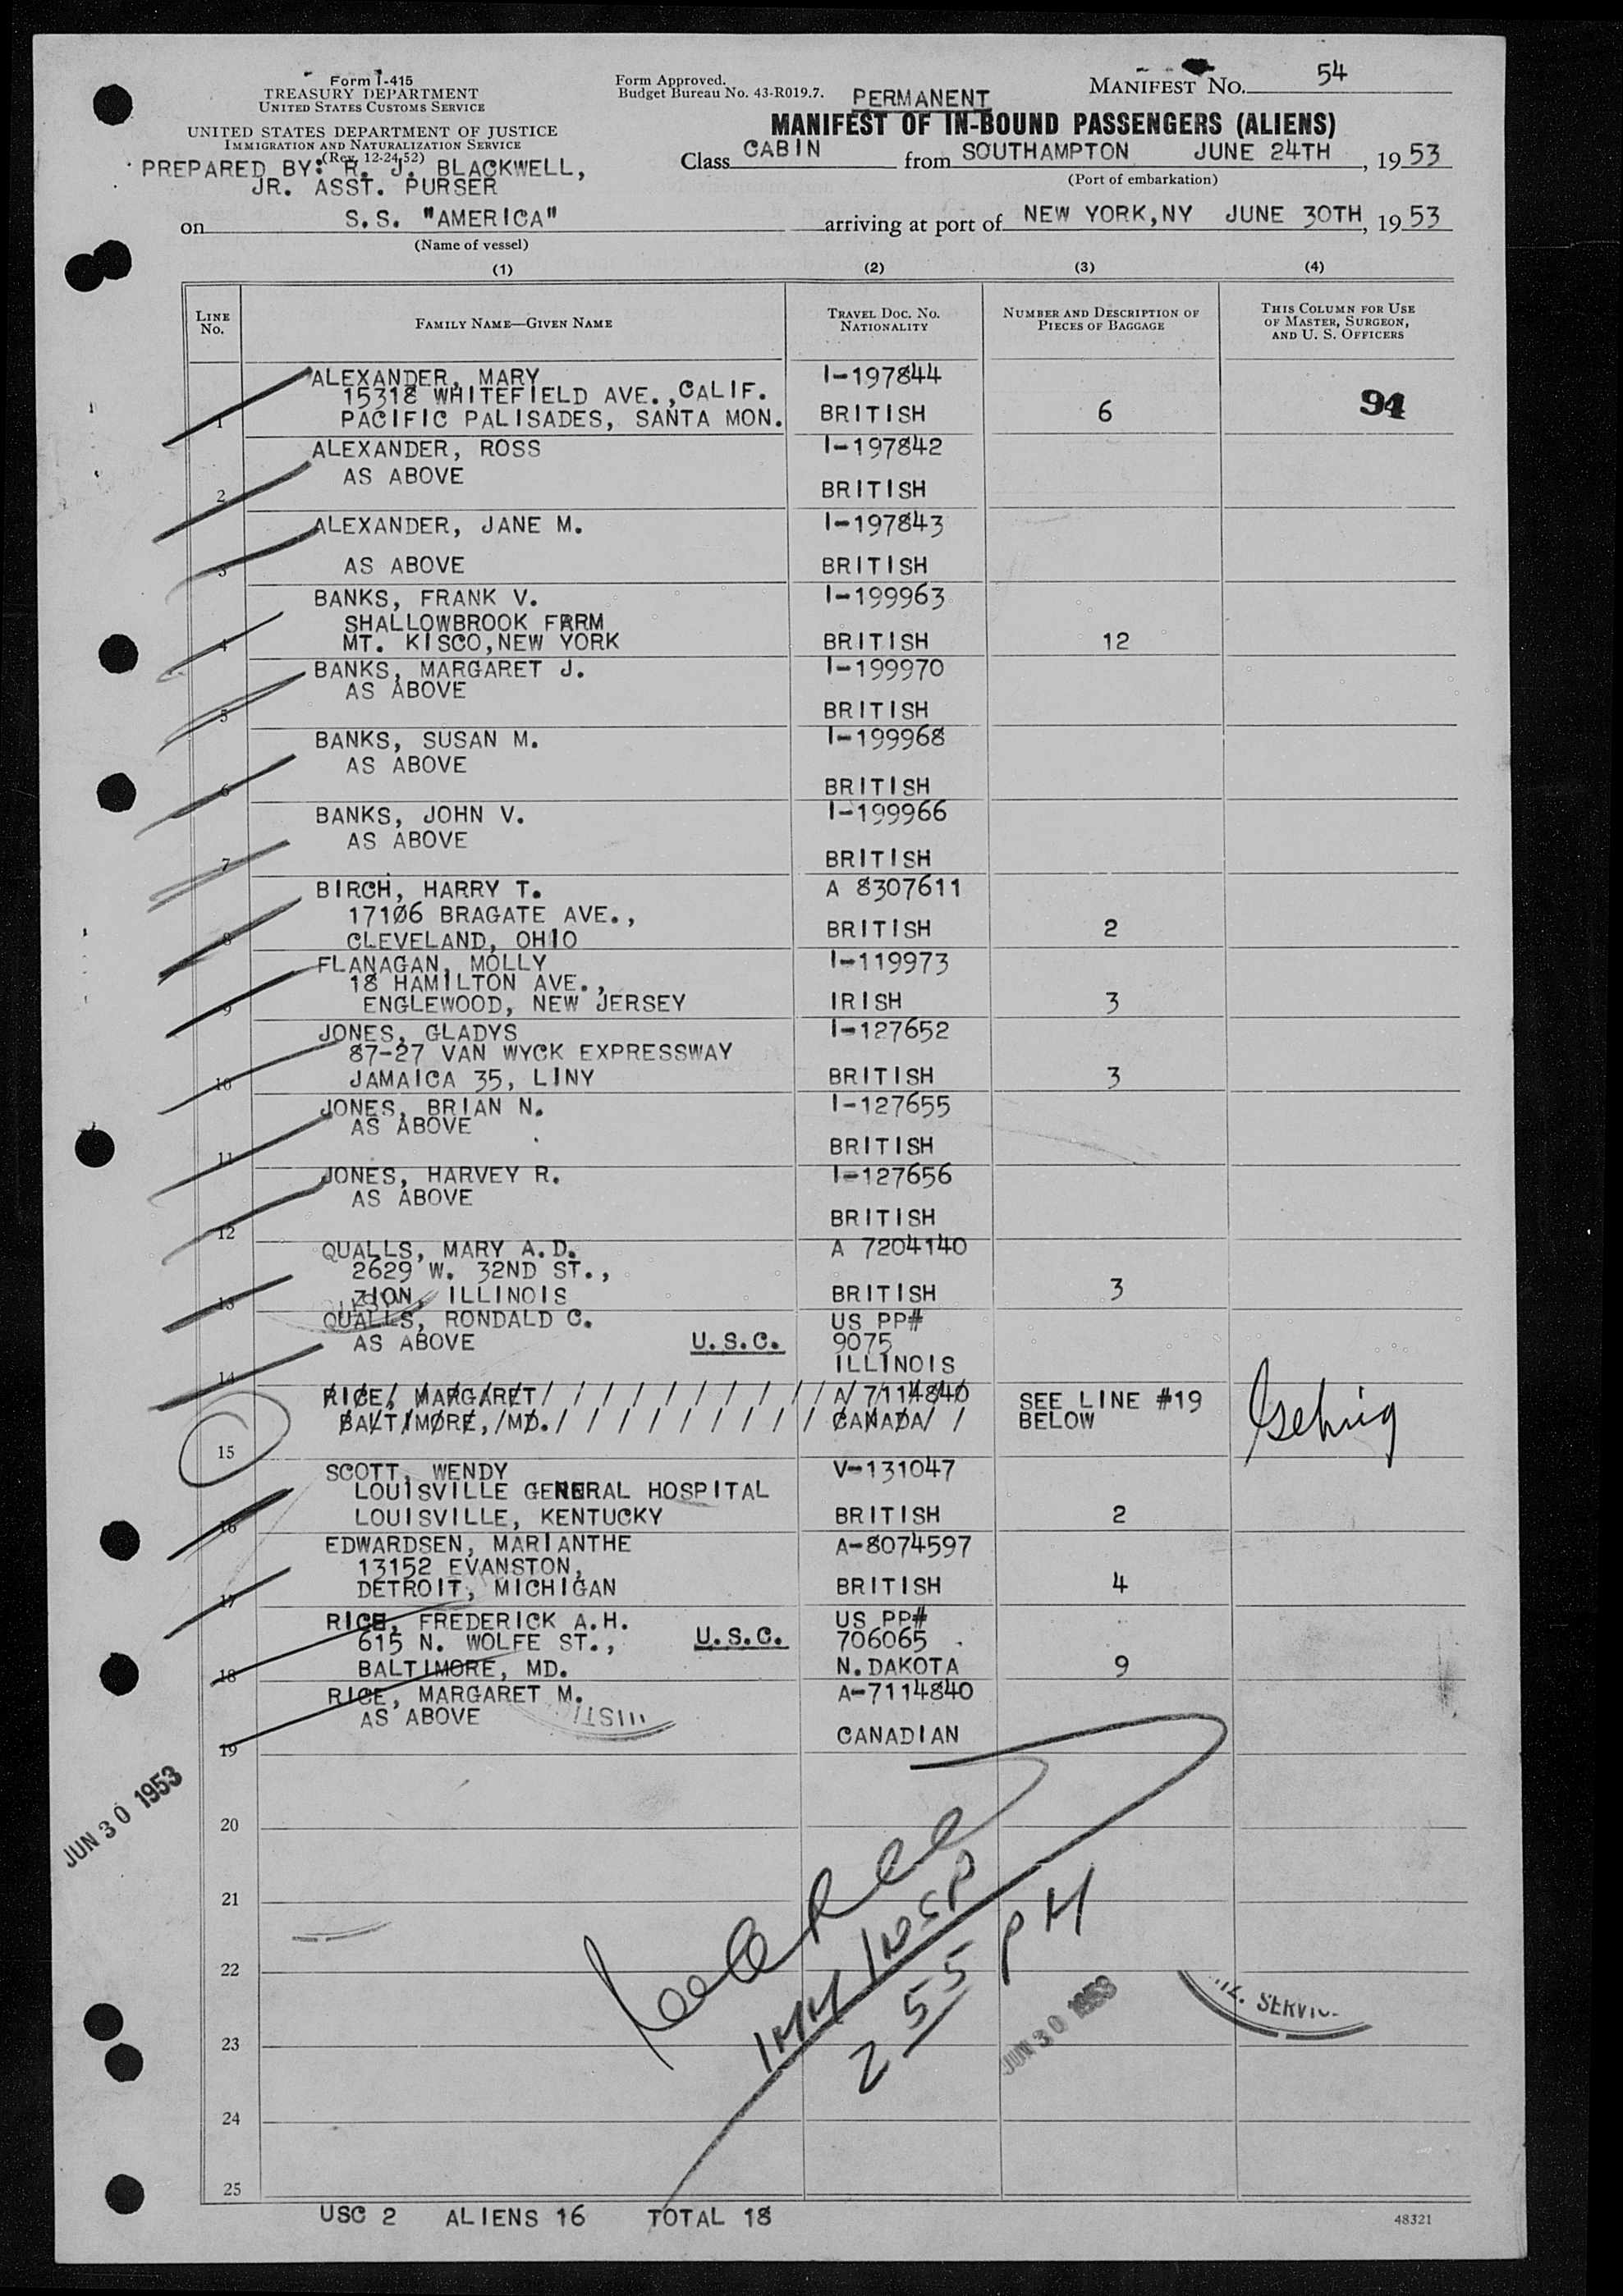 Form I-415
TREASURY DEPARTMENT
UNITED STATES CUSTOMS SERVICE
UNITED STATES DEPARTMENT OF JUSTICE
IMMIGRATION AND NATURALIZATION SERVICE
(Rev. 12-24-52)
PREPARED BY: R. J. BLACKWELL,
JR. ASST. PURSER
Form Approved.
Budget Bureau No. 43-R019.7.
PERMANENT
MANIFEST No. 54
MANIFEST OF IN-BOUND PASSENGERS (ALIENS)
Class CABIN from SOUTHAMPTON JUNE 24TH, 1953
(Port of embarkation)
on S.S. "AMERICA" arriving at port of NEW YORK,NY JUNE 30TH, 1953
(Name of vessel)
(1) (2) (3) (4)
LINE No. FAMILY NAME—GIVEN NAME TRAVEL DOC. NO. NATIONALITY NUMBER AND DESCRIPTION OF PIECES OF BAGGAGE THIS COLUMN FOR USE OF MASTER, SURGEON, AND U. S. OFFICERS
ALEXANDER, MARY I-197844
15318 WHITEFIELD AVE.,CALIF.
1 PACIFIC PALISADES, SANTA MON. BRITISH 6 94
ALEXANDER, ROSS I-197842
AS ABOVE
2 BRITISH
ALEXANDER, JANE M. I-197843
3 AS ABOVE BRITISH
BANKS, FRANK V. I-199963
SHALLOWBROOK FARM
4 MT. KISCO,NEW YORK BRITISH 12
BANKS, MARGARET J. I-199970
AS ABOVE
5 BRITISH
BANKS, SUSAN M. I-199968
AS ABOVE
6 BRITISH
BANKS, JOHN V. I-199966
AS ABOVE
7 BRITISH
BIRCH, HARRY T. A 8307611
17106 BRAGATE AVE.,
8 CLEVELAND, OHIO BRITISH 2
FLANAGAN, MOLLY I-119973
18 HAMILTON AVE.,
9 ENGLEWOOD, NEW JERSEY IRISH 3
JONES, GLADYS I-127652
87-27 VAN WYCK EXPRESSWAY
10 JAMAICA 35, LINY BRITISH 3
JONES, BRIAN N. I-127655
AS ABOVE
11 BRITISH
JONES, HARVEY R. I-127656
AS ABOVE
12 BRITISH
QUALLS, MARY A.D. A 7204140
2629 W. 32ND ST.,
13 ZION, ILLINOIS BRITISH 3
QUALLS, RONDALD C. US PP#
AS ABOVE U.S.C. 9075
14 ILLINOIS
RICE, MARGARET A 7114840 SEE LINE #19
BALTIMORE, MD. CANADA BELOW
15
SCOTT, WENDY V-131047
LOUISVILLE GENERAL HOSPITAL
16 LOUISVILLE, KENTUCKY BRITISH 2
EDWARDSEN, MARIANTHE A-8074597
13152 EVANSTON,
17 DETROIT, MICHIGAN BRITISH 4
RICE, FREDERICK A.H. US PP#
615 N. WOLFE ST., U.S.C. 706065
18 BALTIMORE, MD. N.DAKOTA 9
RICE, MARGARET M. A-7114840
AS ABOVE
19 CANADIAN
JUN 30 1953
20
21
22
IMM INSP
2 55 PM
JUN 30 1953
SERVIC
23
24
25
USC 2 ALIENS 16 TOTAL 18
48321